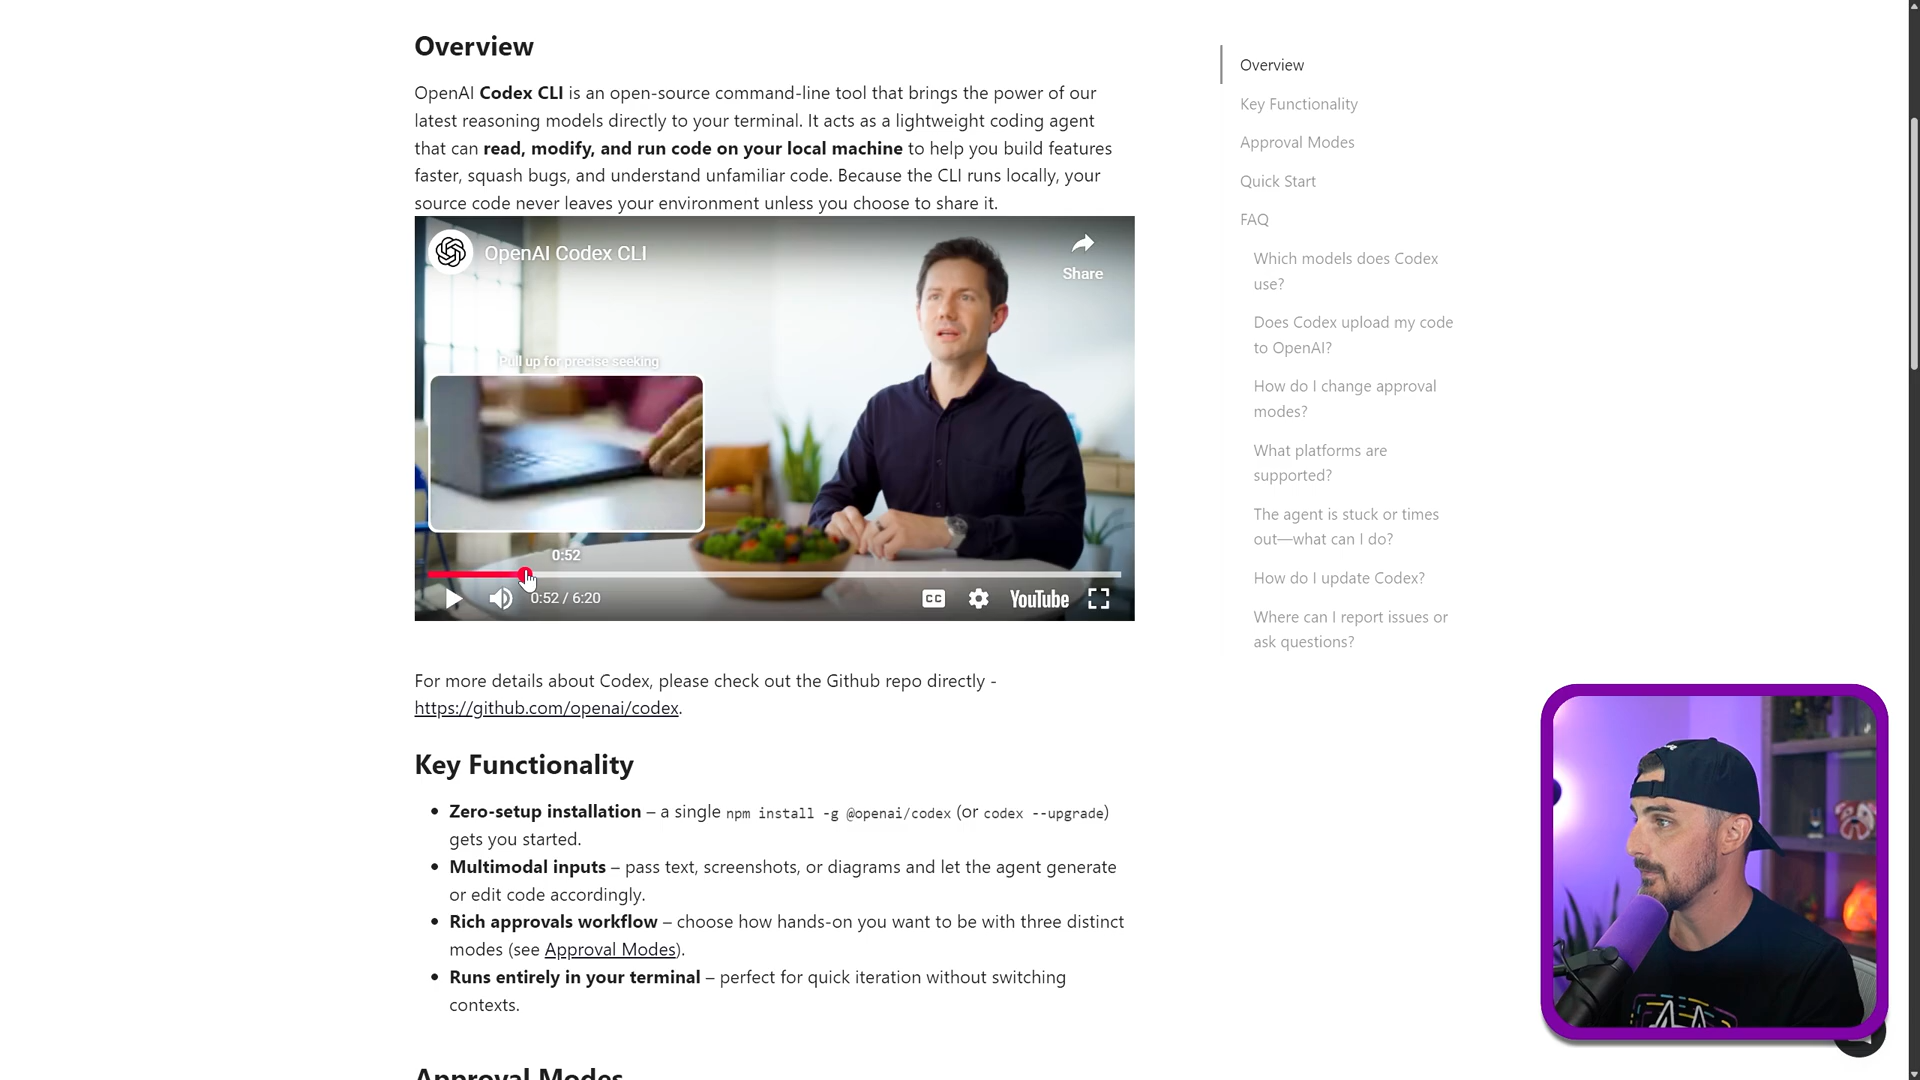 Overview
OpenAI Codex CLI is an open-source command-line tool that brings the power of our
latest reasoning models directly to your terminal. It acts as a lightweight coding agent
that can read, modify, and run code on your local machine to help you build features
faster, squash bugs, and understand unfamiliar code. Because the CLI runs locally, your
source code never leaves your environment unless you choose to share it.
OpenAI Codex CLI
Share
Pull up for precise seeking
0:52
0:52 / 6:20
CC
YouTube
For more details about Codex, please check out the Github repo directly -
https://github.com/openai/codex.
Key Functionality
• Zero-setup installation – a single npm install -g @openai/codex (or codex --upgrade)
gets you started.
• Multimodal inputs – pass text, screenshots, or diagrams and let the agent generate
or edit code accordingly.
• Rich approvals workflow – choose how hands-on you want to be with three distinct
modes (see Approval Modes).
• Runs entirely in your terminal – perfect for quick iteration without switching
contexts.
Approval Modes
Overview
Key Functionality
Approval Modes
Quick Start
FAQ
Which models does Codex
use?
Does Codex upload my code
to OpenAI?
How do I change approval
modes?
What platforms are
supported?
The agent is stuck or times
out—what can I do?
How do I update Codex?
Where can I report issues or
ask questions?